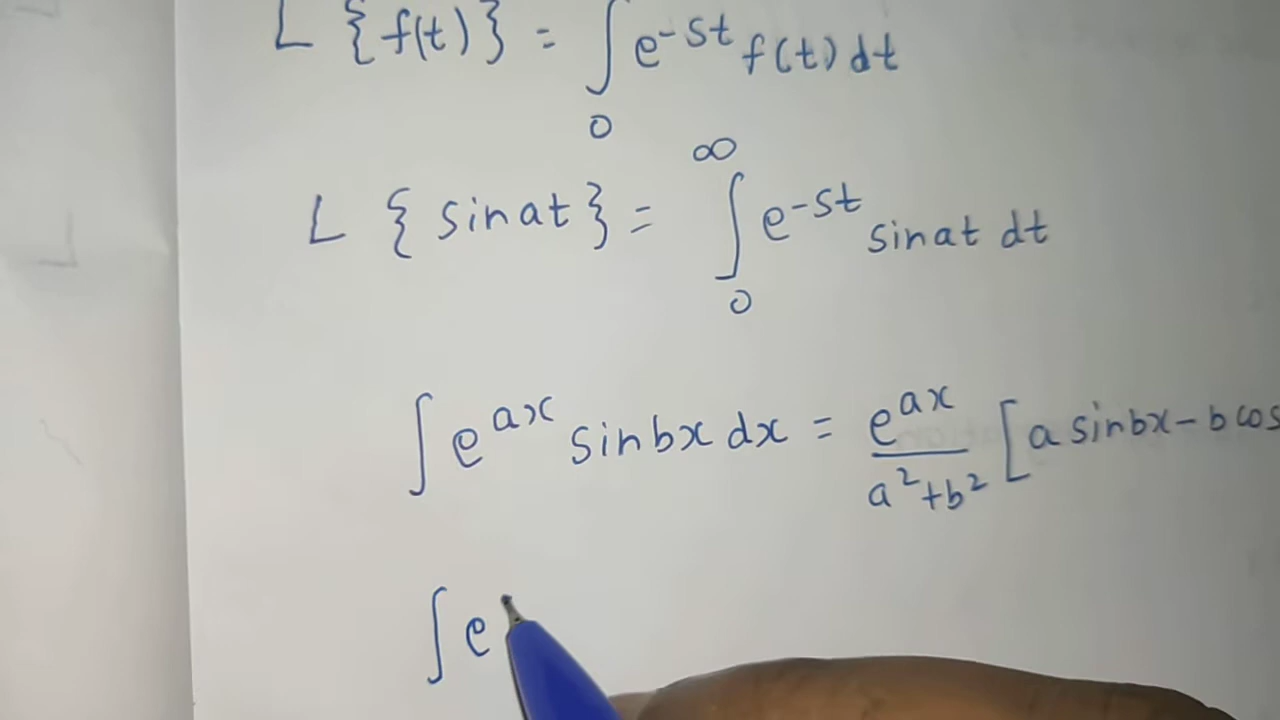 L {f(t)} = ∫₀ e^{-st} f(t) dt
L {sinat} = ∫₀^∞ e^{-st} sinat dt
∫ e^{ax} sinbx dx = e^{ax}/(a²+b²) [a sinbx - b cos
∫ e